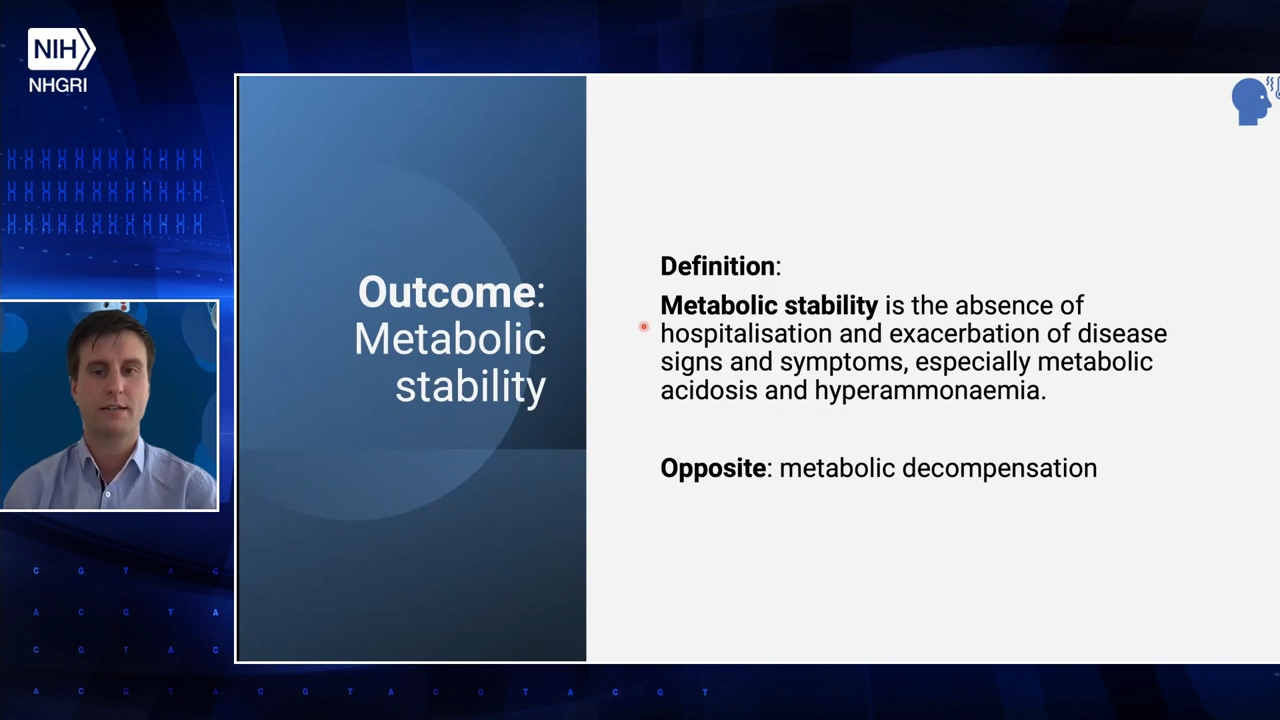 NIH
NHGRI
Outcome:
Metabolic
stability
Definition:
Metabolic stability is the absence of
hospitalisation and exacerbation of disease
signs and symptoms, especially metabolic
acidosis and hyperammonaemia.
Opposite: metabolic decompensation
C G T A C
A C G T A
C G T A C
A C G T A C G T A C G T A C G T